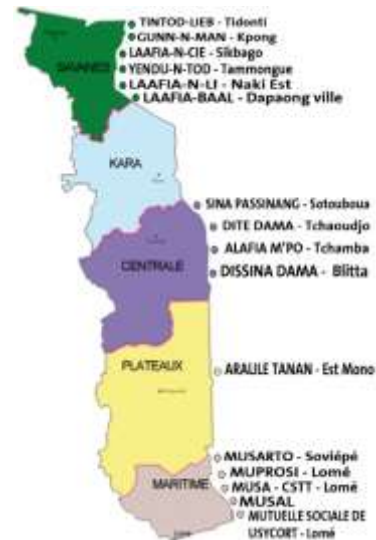 TINTOD-LIEB - Tidonti
GUNN-N-MAN - Kpong
LAAFIA-N-CIE - Sikbago
YENDU-N-TOD - Tammongue
LAAFIA-N-LI - Naki Est
LAAFIA-BAAL - Dapaong ville
SAVANES
KARA
SINA PASSINANG - Sotouboua
DITE DAMA - Tchaoudjo
ALAFIA M'PO - Tchamba
CENTRALE
DISSINA DAMA - Blitta
PLATEAUX
ARALILE TANAN - Est Mono
MUSARTO - Soviépé
MUPROSI - Lomé
MARITIME
MUSA - CSTT - Lomé
MUSAL
MUTUELLE SOCIALE DE
USYCORT - Lomé